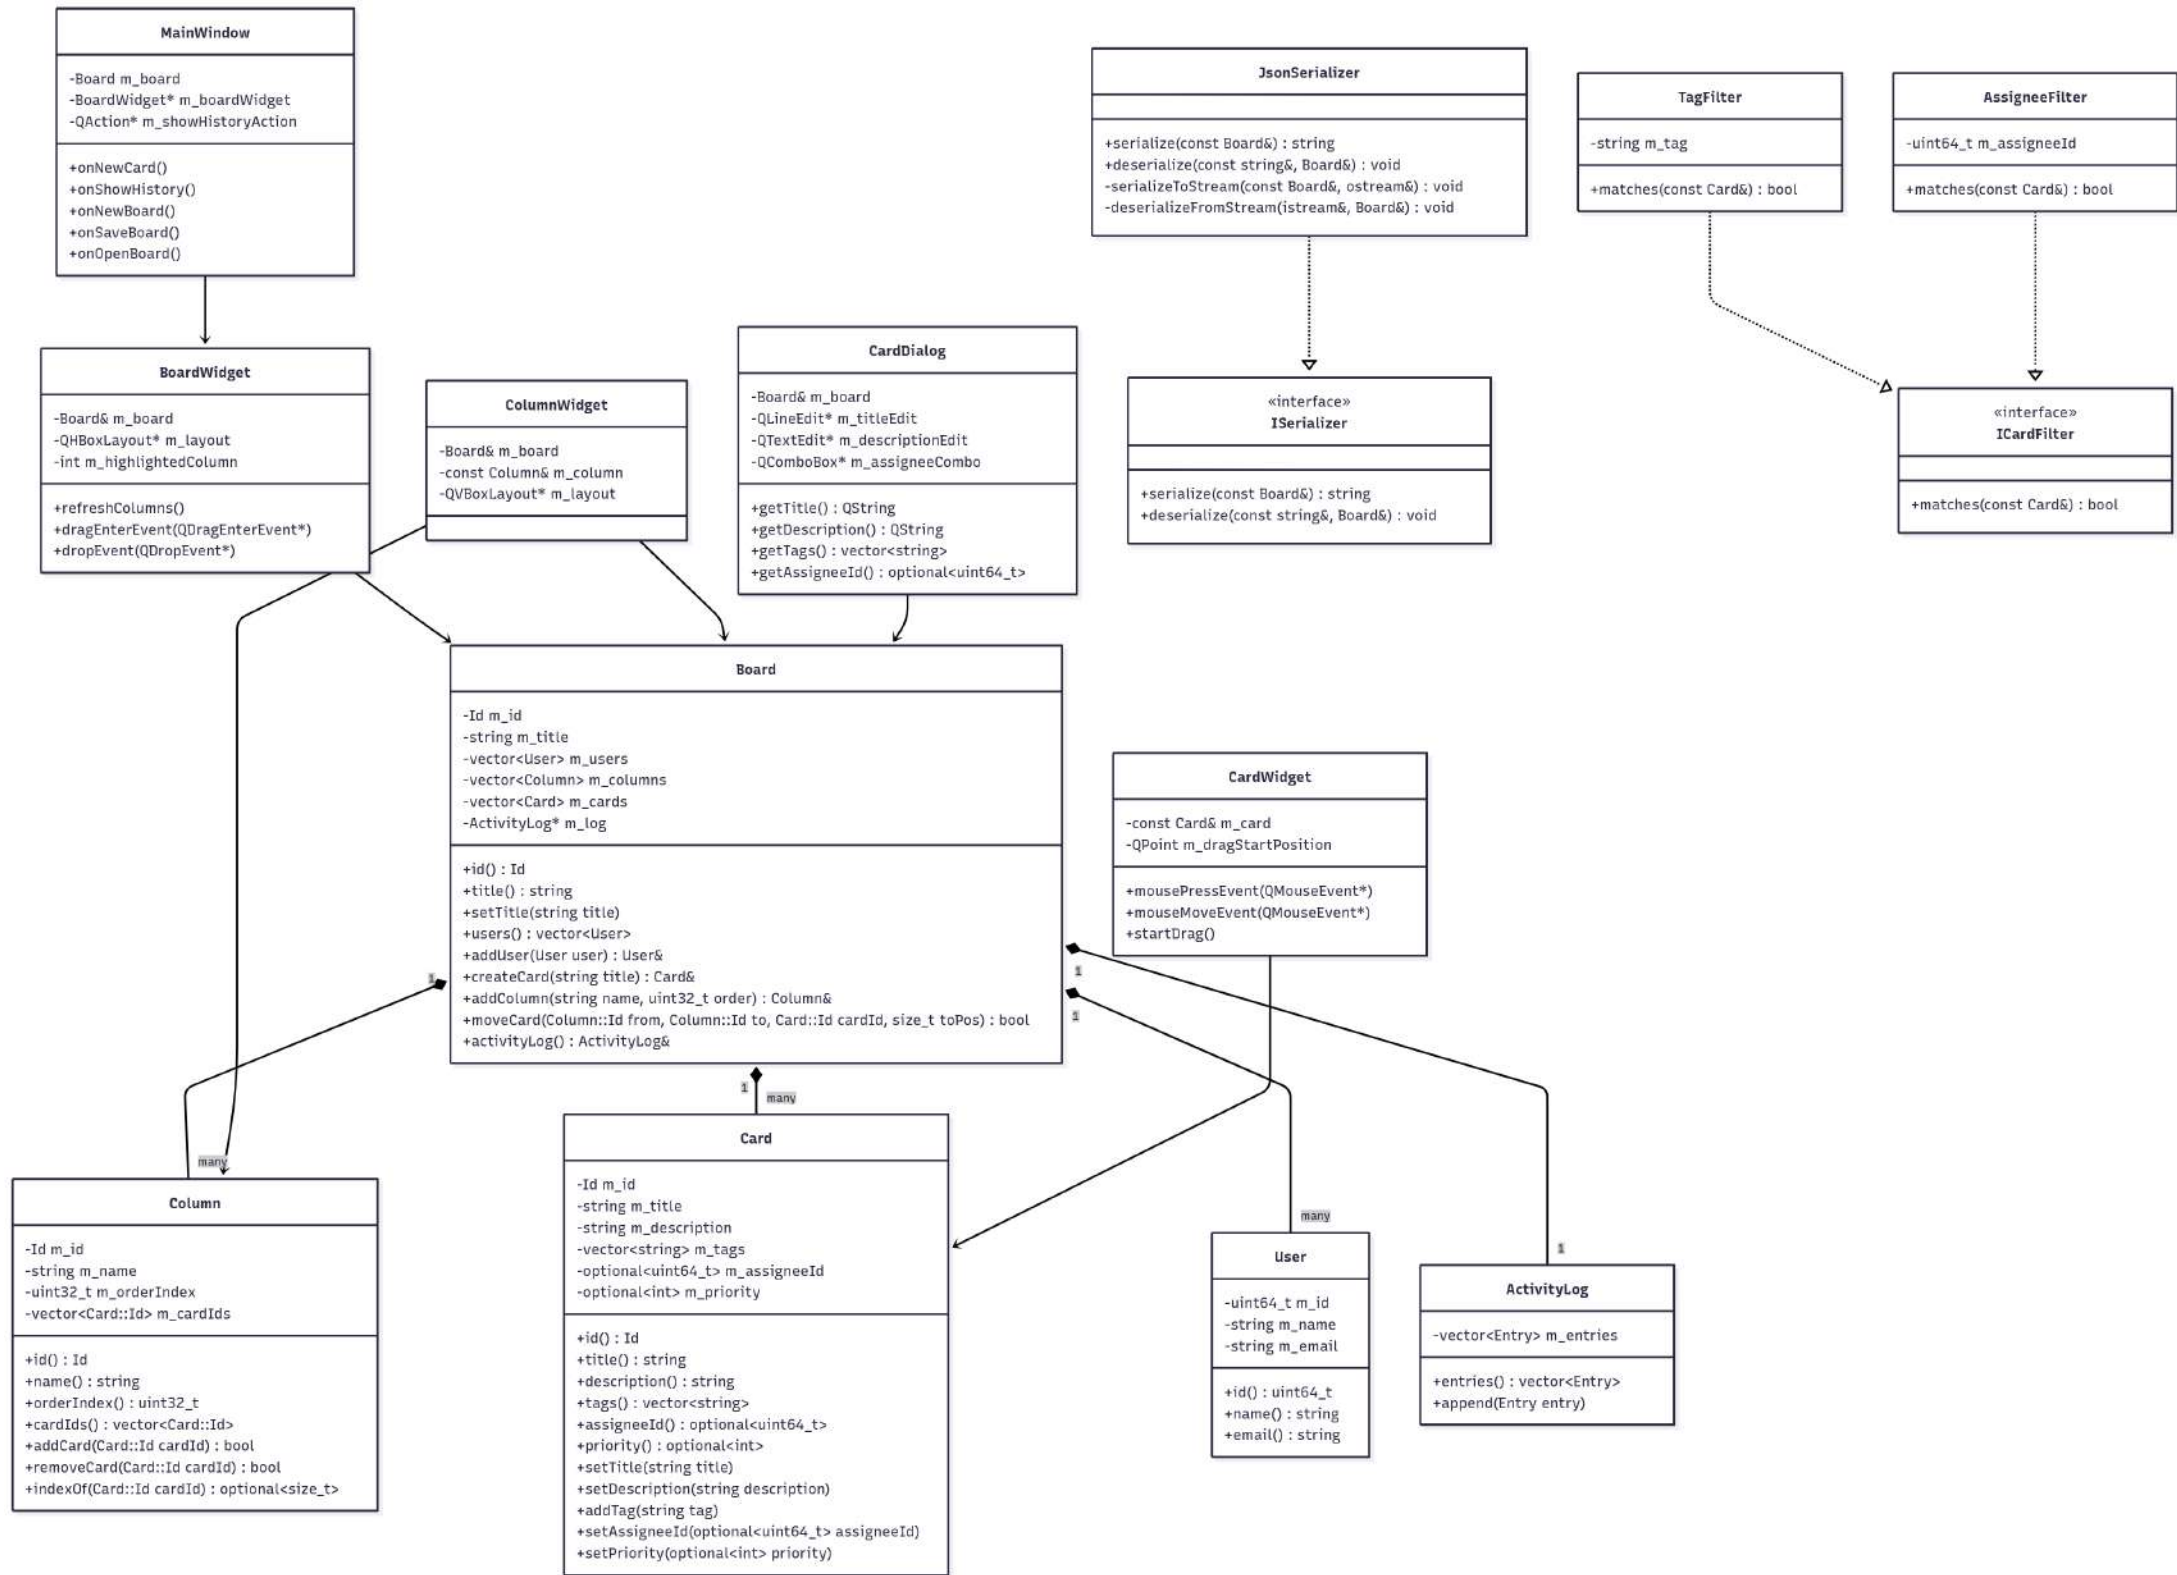 MainWindow
-Board m_board
-BoardWidget* m_boardWidget
-QAction* m_showHistoryAction
+onNewCard()
+onShowHistory()
+onNewBoard()
+onSaveBoard()
+onOpenBoard()
JsonSerializer
+serialize(const Board&) : string
+deserialize(const string&, Board&) : void
-serializeToStream(const Board&, ostream&) : void
-deserializeFromStream(istream&, Board&) : void
TagFilter
-string m_tag
+matches(const Card&) : bool
AssigneeFilter
-uint64_t m_assigneeId
+matches(const Card&) : bool
BoardWidget
-Board& m_board
-QHBoxLayout* m_layout
-int m_highlightedColumn
+refreshColumns()
+dragEnterEvent(QDragEnterEvent*)
+dropEvent(QDropEvent*)
ColumnWidget
-Board& m_board
-const Column& m_column
-QVBoxLayout* m_layout
CardDialog
-Board& m_board
-QLineEdit* m_titleEdit
-QTextEdit* m_descriptionEdit
-QComboBox* m_assigneeCombo
+getTitle() : QString
+getDescription() : QString
+getTags() : vector<string>
+getAssigneeId() : optional<uint64_t>
«interface»
ISerializer
+serialize(const Board&) : string
+deserialize(const string&, Board&) : void
«interface»
ICardFilter
+matches(const Card&) : bool
Board
-Id m_id
-string m_title
-vector<User> m_users
-vector<Column> m_columns
-vector<Card> m_cards
-ActivityLog* m_log
+id() : Id
+title() : string
+setTitle(string title)
+users() : vector<User>
+addUser(User user) : User&
+createCard(string title) : Card&
+addColumn(string name, uint32_t order) : Column&
+moveCard(Column::Id from, Column::Id to, Card::Id cardId, size_t toPos) : bool
+activityLog() : ActivityLog&
CardWidget
-const Card& m_card
-QPoint m_dragStartPosition
+mousePressEvent(QMouseEvent*)
+mouseMoveEvent(QMouseEvent*)
+startDrag()
1
1
1
1
many
many
many
1
Column
-Id m_id
-string m_name
-uint32_t m_orderIndex
-vector<Card::Id> m_cardIds
+id() : Id
+name() : string
+orderIndex() : uint32_t
+cardIds() : vector<Card::Id>
+addCard(Card::Id cardId) : bool
+removeCard(Card::Id cardId) : bool
+indexOf(Card::Id cardId) : optional<size_t>
Card
-Id m_id
-string m_title
-string m_description
-vector<string> m_tags
-optional<uint64_t> m_assigneeId
-optional<int> m_priority
+id() : Id
+title() : string
+description() : string
+tags() : vector<string>
+assigneeId() : optional<uint64_t>
+priority() : optional<int>
+setTitle(string title)
+setDescription(string description)
+addTag(string tag)
+setAssigneeId(optional<uint64_t> assigneeId)
+setPriority(optional<int> priority)
User
-uint64_t m_id
-string m_name
-string m_email
+id() : uint64_t
+name() : string
+email() : string
ActivityLog
-vector<Entry> m_entries
+entries() : vector<Entry>
+append(Entry entry)